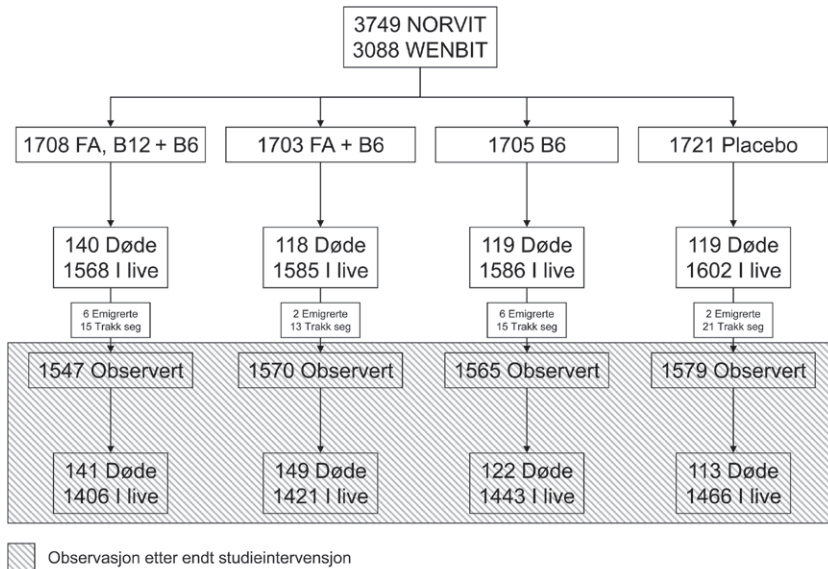 3749 NORVIT
3088 WENBIT
1708 FA, B12 + B6
1703 FA + B6
1705 B6
1721 Placebo
140 Døde
1568 I live
118 Døde
1585 I live
119 Døde
1586 I live
119 Døde
1602 I live
6 Emigrerte
15 Trakk seg
2 Emigrerte
13 Trakk seg
6 Emigrerte
15 Trakk seg
2 Emigrerte
21 Trakk seg
1547 Observert
1570 Observert
1565 Observert
1579 Observert
141 Døde
1406 I live
149 Døde
1421 I live
122 Døde
1443 I live
113 Døde
1466 I live
Observasjon etter endt studieintervensjon